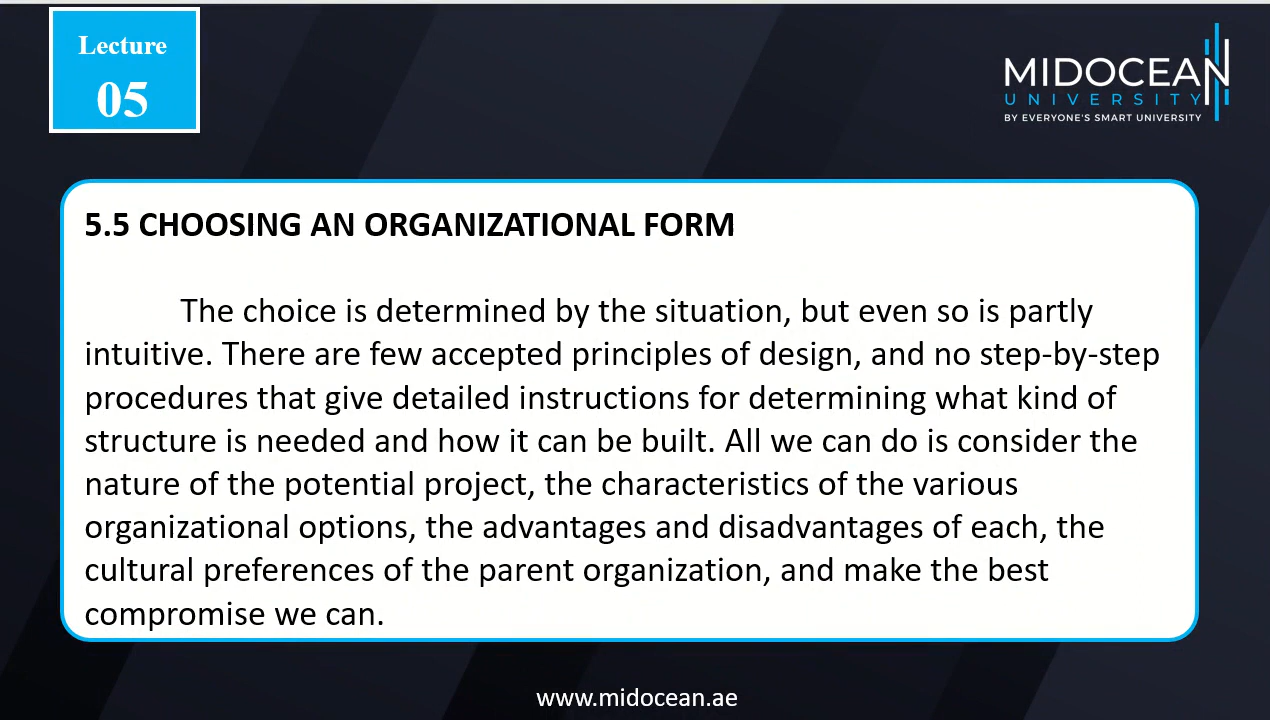 Lecture
05
MIDOCEAN
UNIVERSITY
BY EVERYONE'S SMART UNIVERSITY
5.5 CHOOSING AN ORGANIZATIONAL FORM
The choice is determined by the situation, but even so is partly
intuitive. There are few accepted principles of design, and no step-by-step
procedures that give detailed instructions for determining what kind of
structure is needed and how it can be built. All we can do is consider the
nature of the potential project, the characteristics of the various
organizational options, the advantages and disadvantages of each, the
cultural preferences of the parent organization, and make the best
compromise we can.
www.midocean.ae